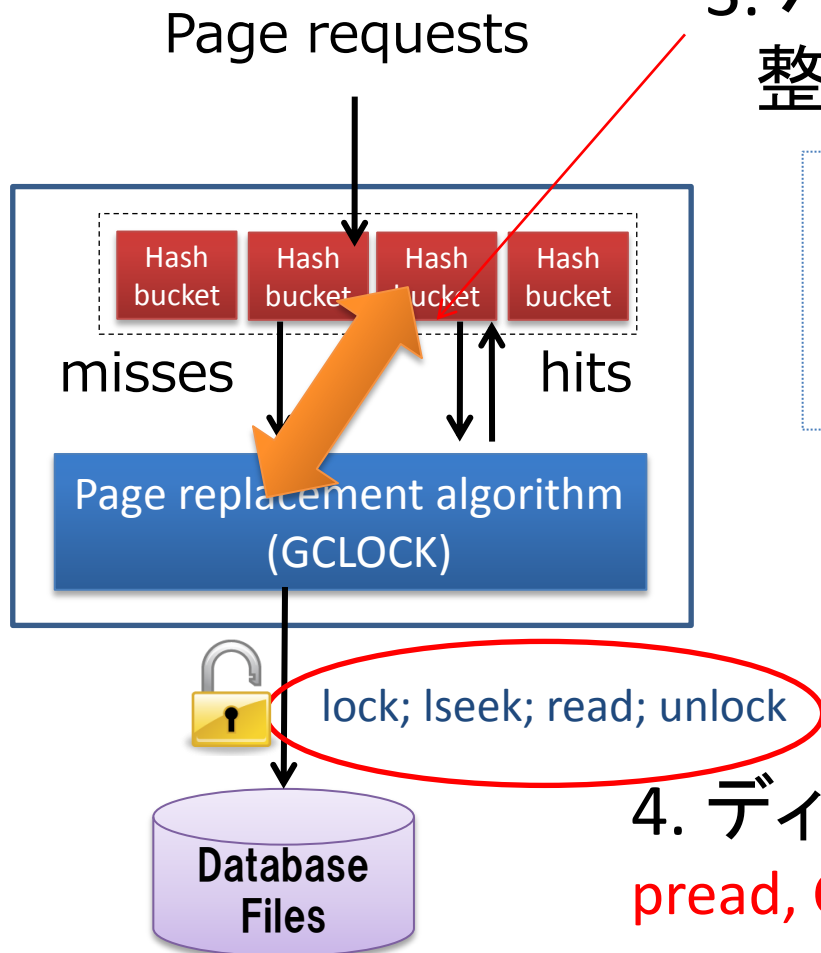 Page requests
整
Hash
bucket
Hash
bucket
Hash
bucket
Hash
bucket
misses
hits
Page replacement algorithm
(GCLOCK)
lock; lseek; read; unlock
4. ディ
pread,
Database
Files